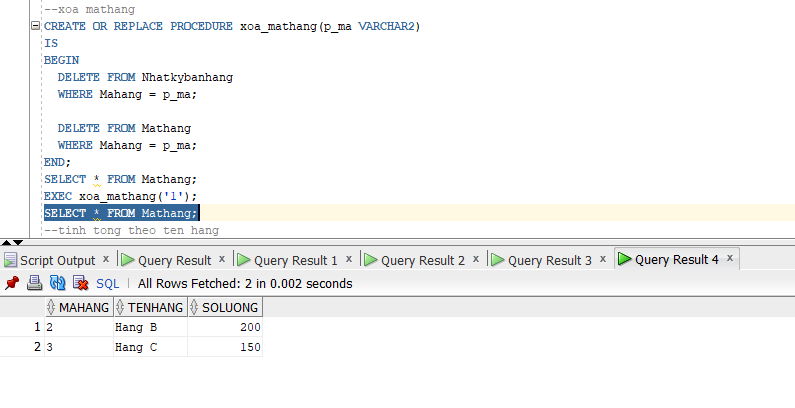 --xoa mathang
CREATE OR REPLACE PROCEDURE xoa_mathang(p_ma VARCHAR2)
IS
BEGIN
  DELETE FROM Nhatkybanhang
  WHERE Mahang = p_ma;
  DELETE FROM Mathang
  WHERE Mahang = p_ma;
END;
SELECT * FROM Mathang;
EXEC xoa_mathang('1');
SELECT * FROM Mathang;
--tinh tong theo ten hang
Script Output x Query Result x Query Result 1 x Query Result 2 x Query Result 3 x Query Result 4 x
SQL | All Rows Fetched: 2 in 0.002 seconds
MAHANG TENHANG SOLUONG
1 2 Hang B 200
2 3 Hang C 150